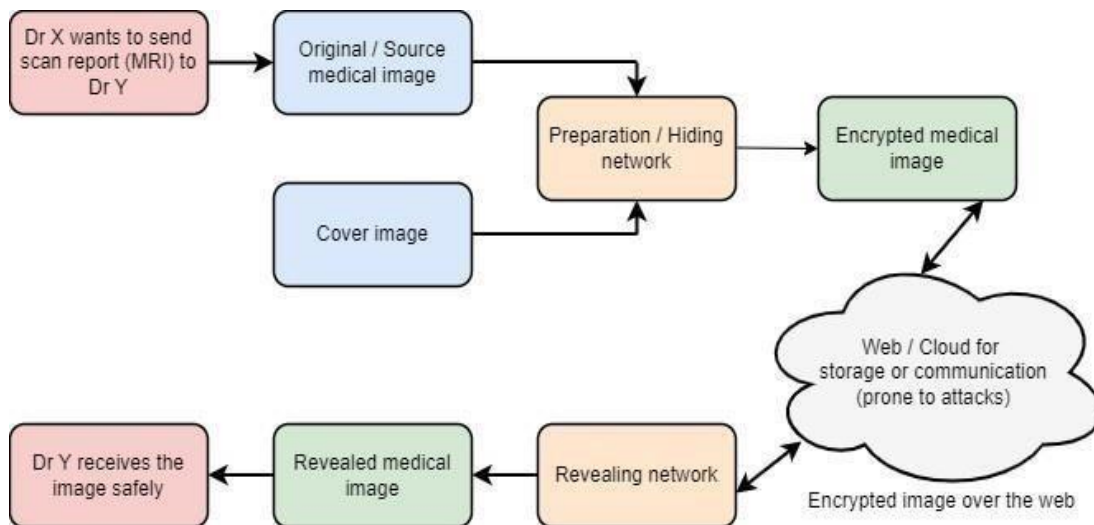 Dr X wants to send
scan report (MRI) to
Dr Y
Original / Source
medical image
Preparation / Hiding
network
Encrypted medical
image
Cover image
Web / Cloud for
storage or communication
(prone to attacks)
Dr Y receives the
image safely
Revealed medical
image
Revealing network
Encrypted image over the web